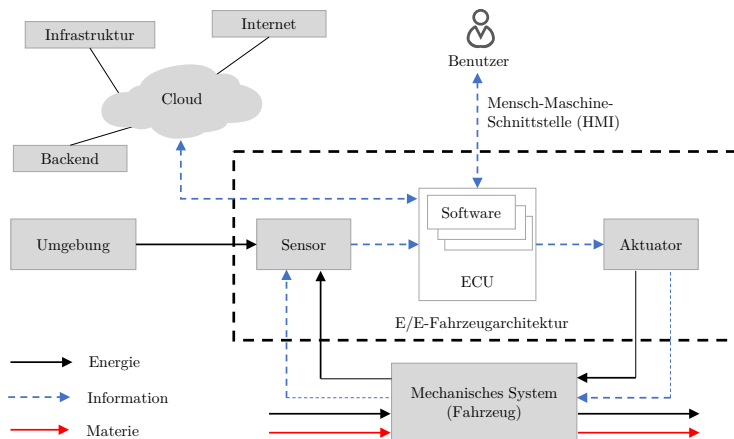 Internet
Infrastruktur
Cloud
Backend
Benutzer
Mensch-Maschine-
Schnittstelle (HMI)
Umgebung
Sensor
Software
ECU
Aktuator
E/E-Fahrzeugarchitektur
Energie
Information
Materie
Mechanisches System
(Fahrzeug)